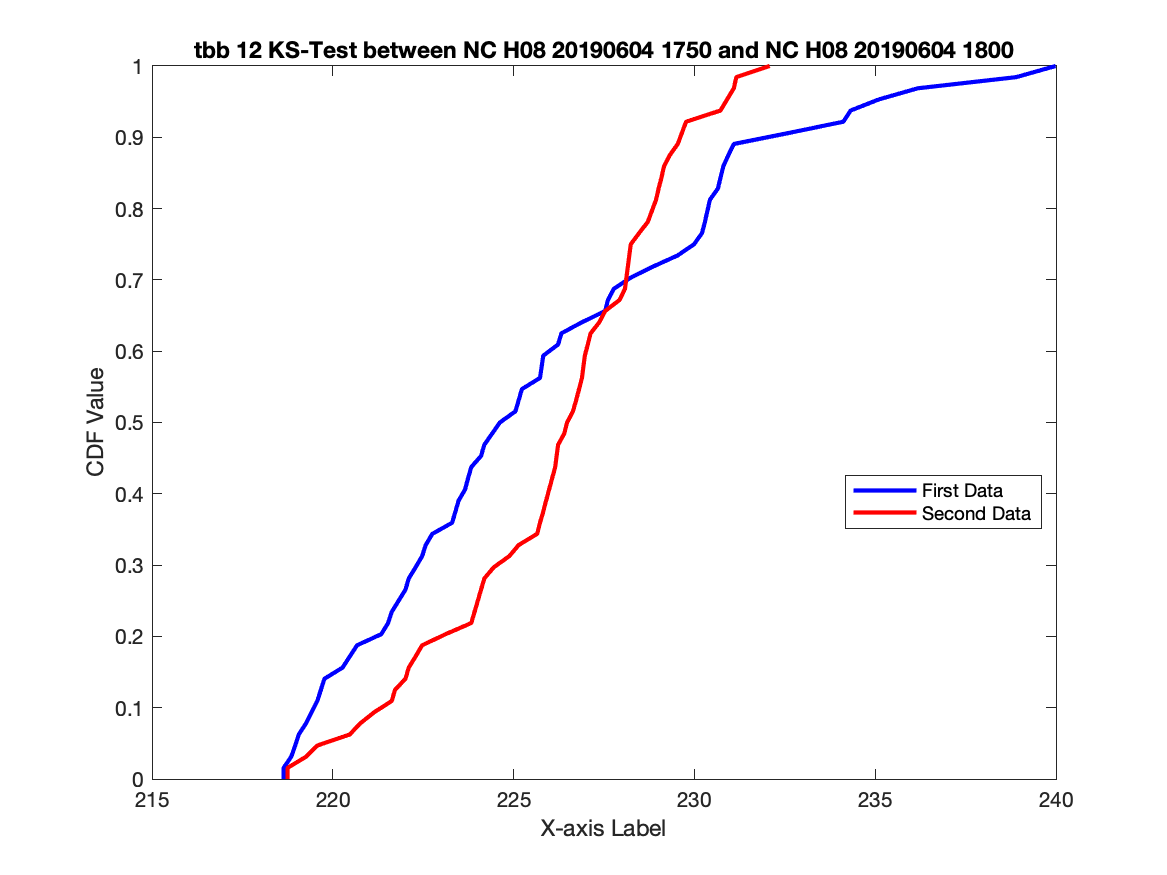 tbb 12 KS-Test between NC H08 20190604 1750 and NC H08 20190604 1800
1
0.9
0.8
0.7
0.6
0.5
0.4
0.3
0.2
0.1
0
CDF Value
First Data
Second Data
215 220 225 230 235 240
X-axis Label